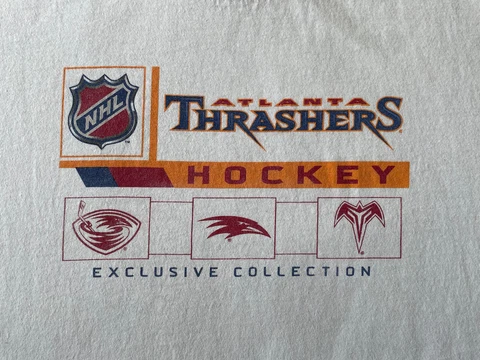 NHL
ATLANTA
THRASHERS
HOCKEY
EXCLUSIVE COLLECTION